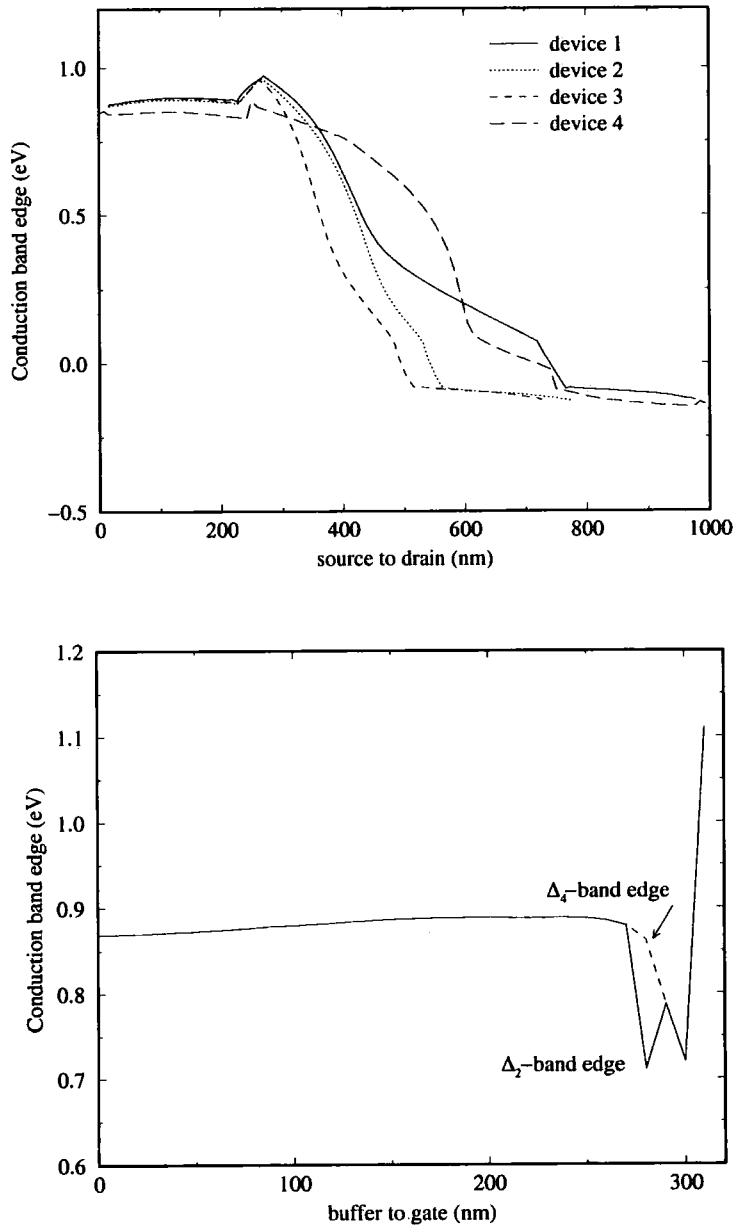 device 1
device 2
device 3
device 4
1.0
0.5
0.0
−0.5
Conduction band edge (eV)
0
200
400
600
800
1000
source to drain (nm)
1.2
1.1
1.0
0.9
0.8
0.7
0.6
Conduction band edge (eV)
Δ4−band edge
Δ2−band edge
0
100
200
300
buffer to gate (nm)